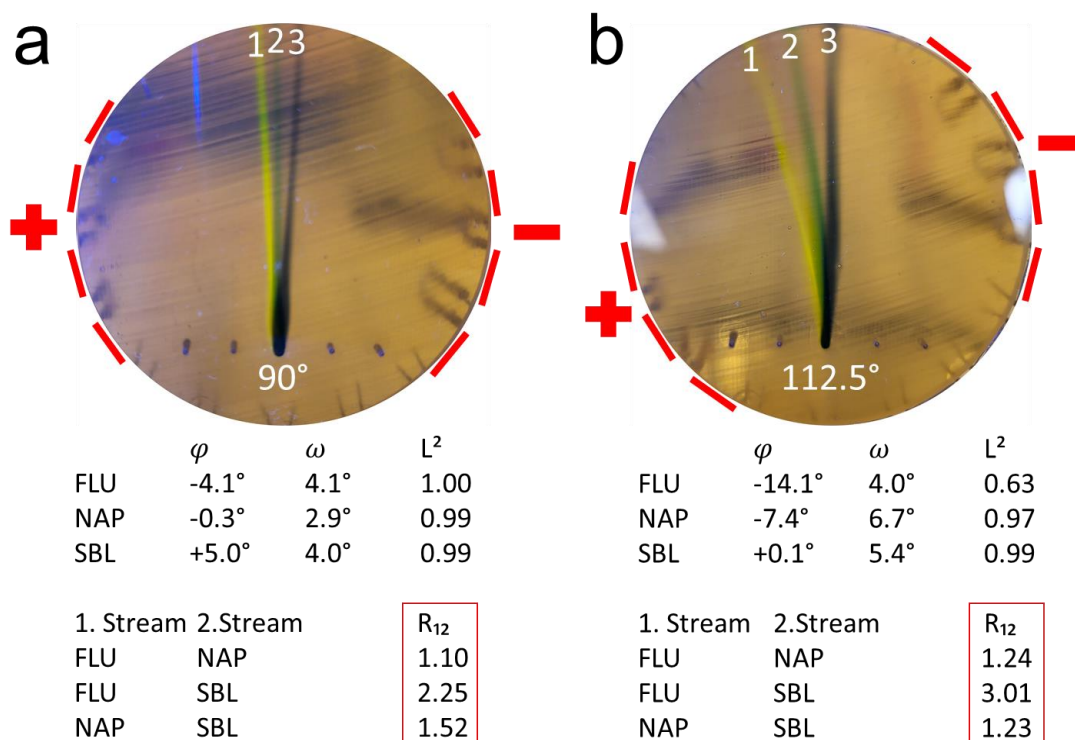 a
1 2 3
+
−
90°
φ ω L²
FLU -4.1° 4.1° 1.00
NAP -0.3° 2.9° 0.99
SBL +5.0° 4.0° 0.99
1. Stream 2.Stream R₁₂
FLU NAP 1.10
FLU SBL 2.25
NAP SBL 1.52
b
1 2 3
−
+
112.5°
φ ω L²
FLU -14.1° 4.0° 0.63
NAP -7.4° 6.7° 0.97
SBL +0.1° 5.4° 0.99
1. Stream 2.Stream R₁₂
FLU NAP 1.24
FLU SBL 3.01
NAP SBL 1.23